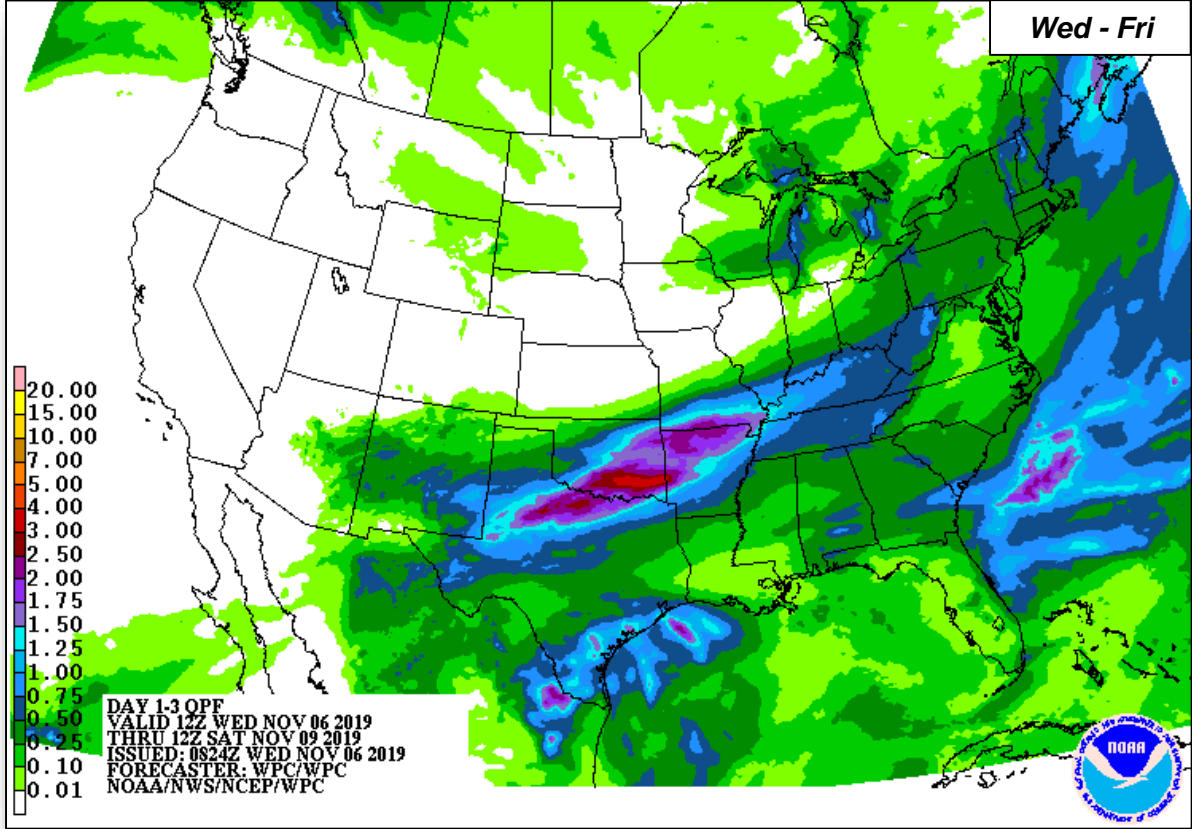 Wed - Fri
20.00
15.00
10.00
7.00
5.00
4.00
3.00
2.50
2.00
1.75
1.50
1.25
1.00
0.75
0.50
0.25
0.10
0.01
DAY 1-3 QPF
VALID 12Z WED NOV 06 2019
THRU 12Z SAT NOV 09 2019
ISSUED: 0824Z WED NOV 06 2019
FORECASTER: WPC/WPC
NOAA/NWS/NCEP/WPC
NOAA